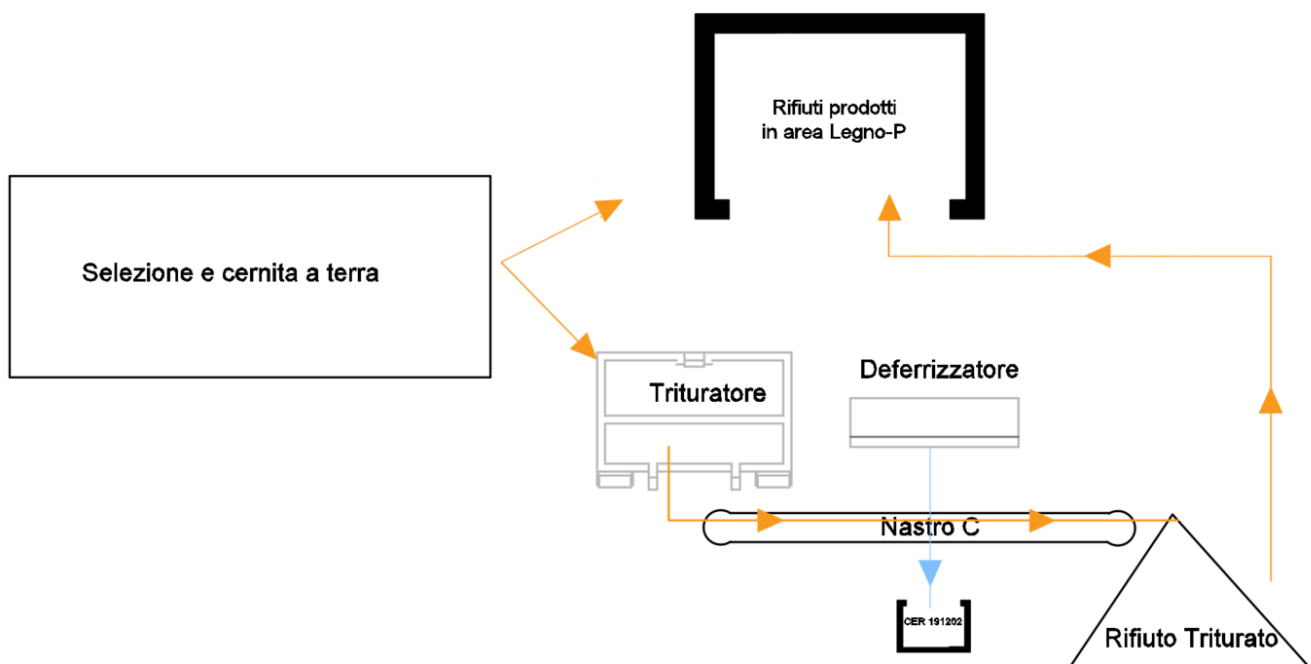 Rifiuti prodotti
in area Legno-P
Selezione e cernita a terra
Deferrizzatore
Trituratore
Nastro C
CER 191202
Rifiuto Triturato